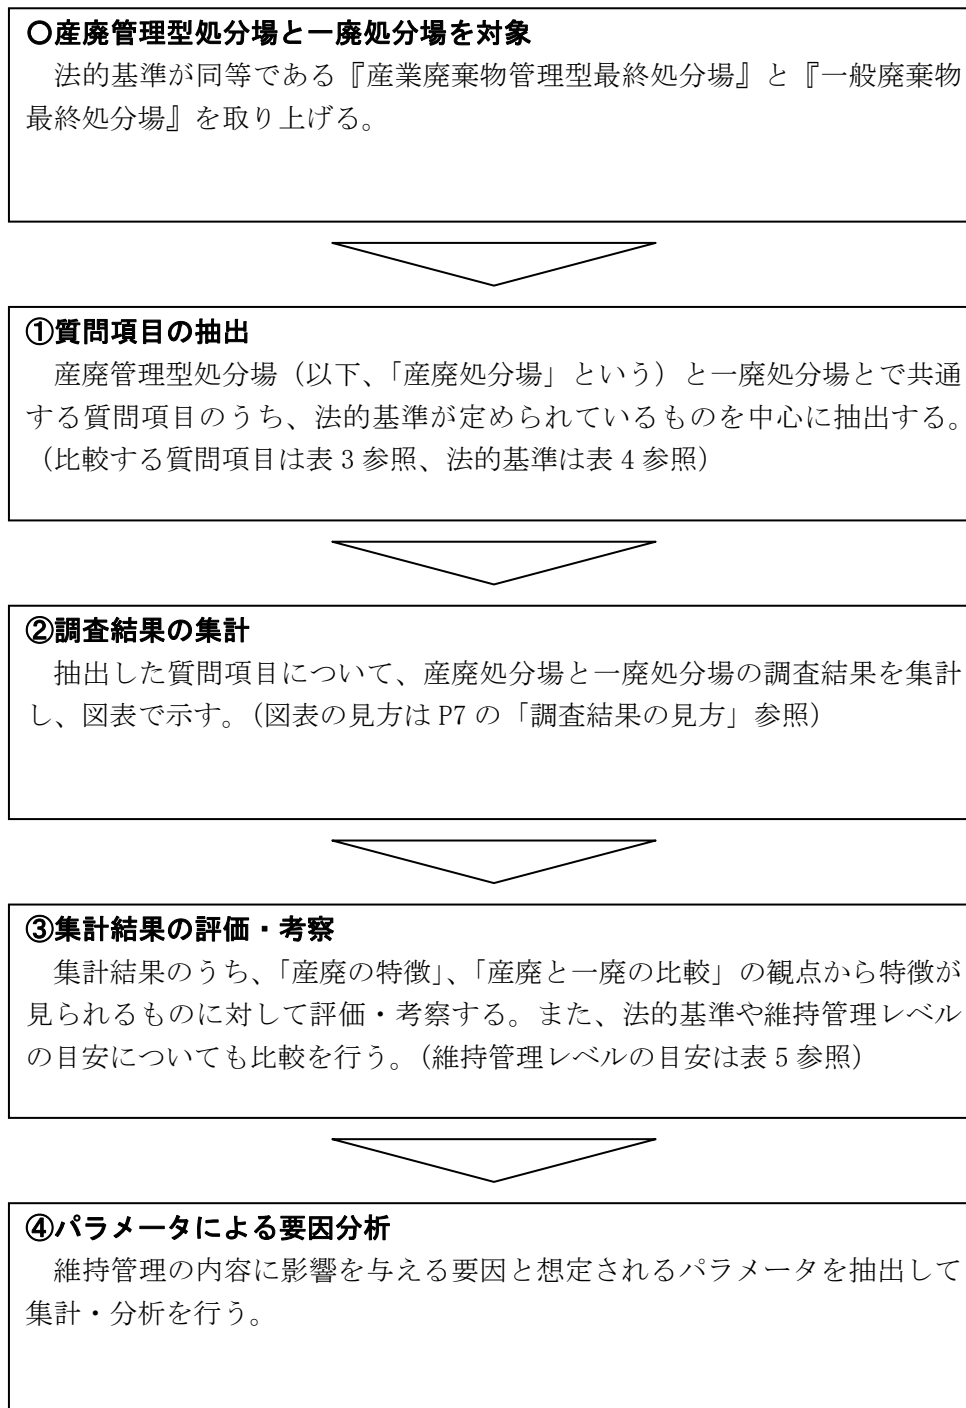 〇産廃管理型処分場と一廃処分場を対象
法的基準が同等である『産業廃棄物管理型最終処分場』と『一般廃棄物
最終処分場』を取り上げる。
①質問項目の抽出
産廃管理型処分場（以下、「産廃処分場」という）と一廃処分場とで共通
する質問項目のうち、法的基準が定められているものを中心に抽出する。
（比較する質問項目は表 3 参照、法的基準は表 4 参照）
②調査結果の集計
抽出した質問項目について、産廃処分場と一廃処分場の調査結果を集計
し、図表で示す。（図表の見方は P7 の「調査結果の見方」参照）
③集計結果の評価・考察
集計結果のうち、「産廃の特徴」、「産廃と一廃の比較」の観点から特徴が
見られるものに対して評価・考察する。また、法的基準や維持管理レベル
の目安についても比較を行う。（維持管理レベルの目安は表 5 参照）
④パラメータによる要因分析
維持管理の内容に影響を与える要因と想定されるパラメータを抽出して
集計・分析を行う。